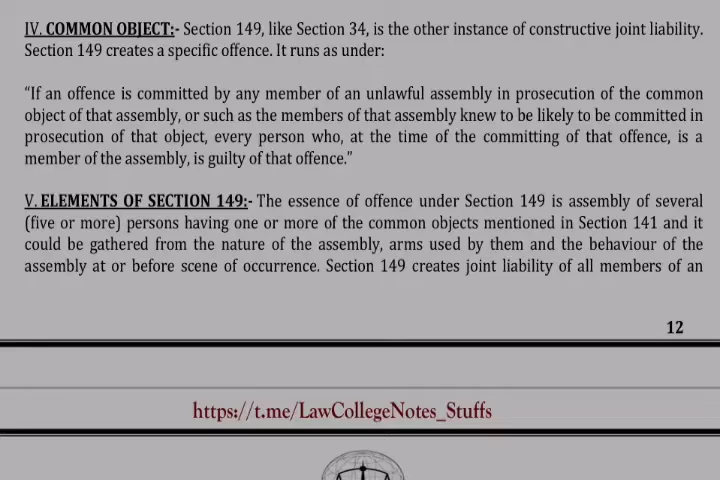 IV. COMMON OBJECT:- Section 149, like Section 34, is the other instance of constructive joint liability.
Section 149 creates a specific offence. It runs as under:
“If an offence is committed by any member of an unlawful assembly in prosecution of the common
object of that assembly, or such as the members of that assembly knew to be likely to be committed in
prosecution of that object, every person who, at the time of the committing of that offence, is a
member of the assembly, is guilty of that offence.”
V. ELEMENTS OF SECTION 149:- The essence of offence under Section 149 is assembly of several
(five or more) persons having one or more of the common objects mentioned in Section 141 and it
could be gathered from the nature of the assembly, arms used by them and the behaviour of the
assembly at or before scene of occurrence. Section 149 creates joint liability of all members of an
12
https://t.me/LawCollegeNotes_Stuffs